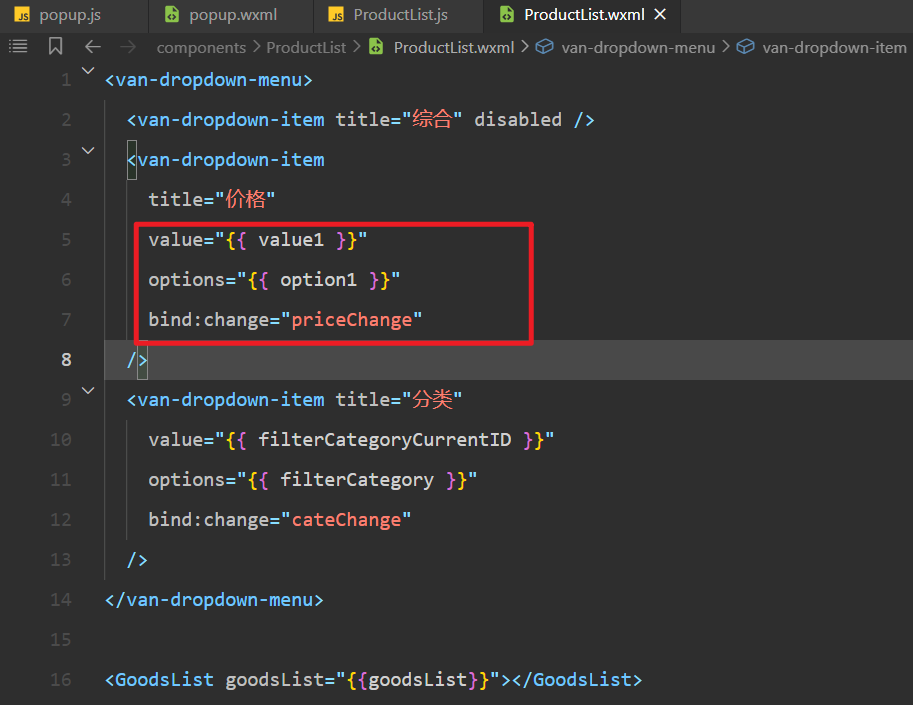 JS popup.js popup.wxml JS ProductList.js ProductList.wxml
components ProductList ProductList.wxml van-dropdown-menu van-dropdown-item
1 <van-dropdown-menu>
2 <van-dropdown-item title="综合" disabled />
3 <van-dropdown-item
4 title="价格"
5 value="{{ value1 }}"
6 options="{{ option1 }}"
7 bind:change="priceChange"
8 />
9 <van-dropdown-item title="分类"
10 value="{{ filterCategoryCurrentID }}"
11 options="{{ filterCategory }}"
12 bind:change="cateChange"
13 />
14 </van-dropdown-menu>
15
16 <GoodsList goodsList="{{goodsList}}"></GoodsList>